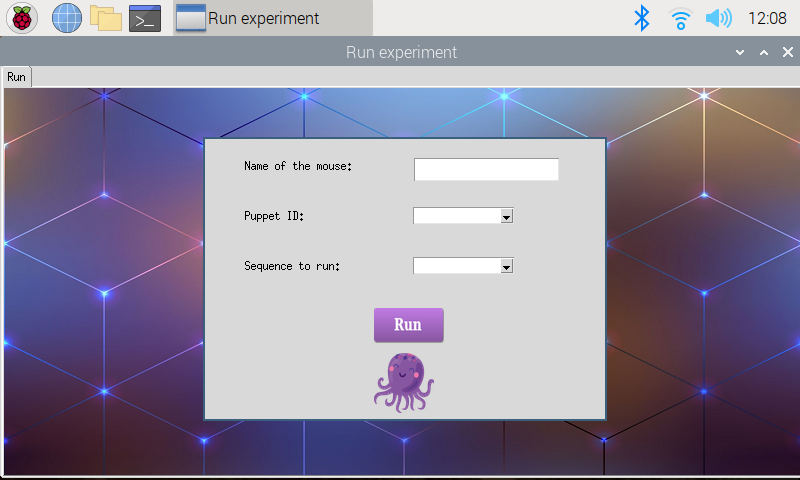 Run experiment
12:08
Run experiment
Run
Name of the mouse:
Puppet ID:
Sequence to run:
Run